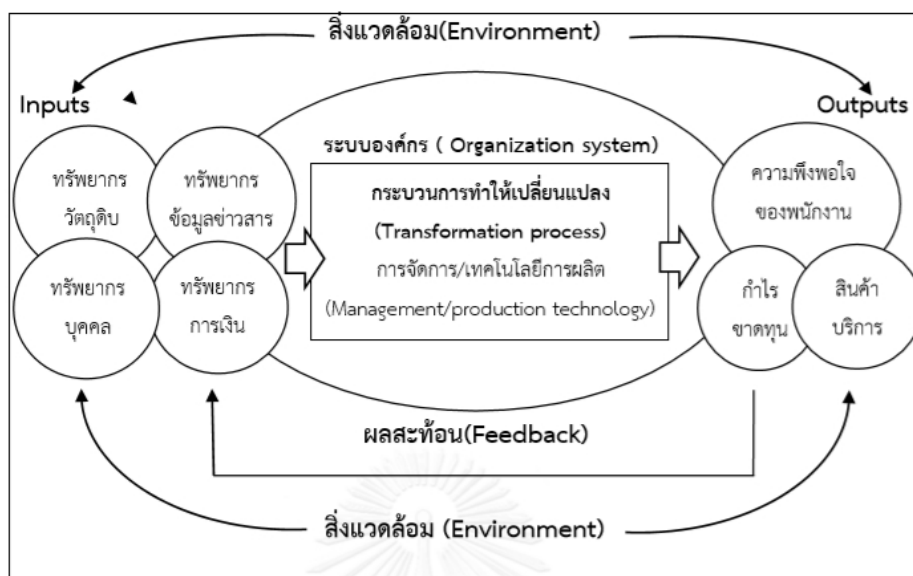 สิ่งแวดล้อม(Environment)
Inputs
Outputs
ระบบองค์กร ( Organization system)
ทรัพยากร
วัตถุดิบ
ทรัพยากร
ข้อมูลข่าวสาร
ทรัพยากร
บุคคล
ทรัพยากร
การเงิน
กระบวนการทำให้เปลี่ยนแปลง
(Transformation process)
การจัดการ/เทคโนโลยีการผลิต
(Management/production technology)
ความพึงพอใจ
ของพนักงาน
กำไร
ขาดทุน
สินค้า
บริการ
ผลสะท้อน(Feedback)
สิ่งแวดล้อม (Environment)